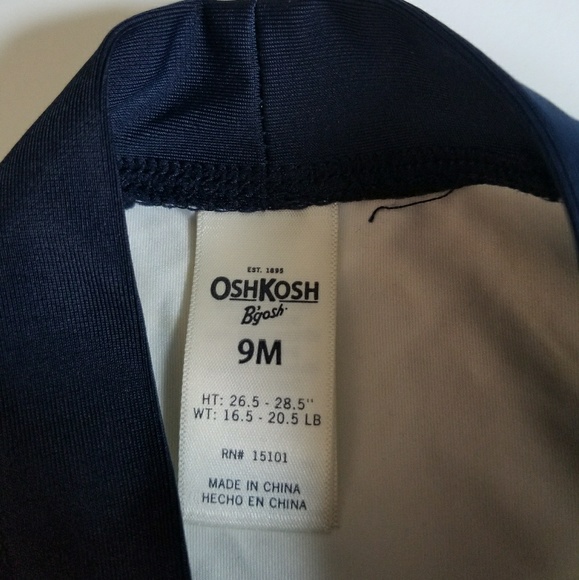 EST. 1895
OSHKOSH
B'gosh
9M
HT: 26.5 - 28.5"
WT: 16.5 - 20.5 LB
RN# 15101
MADE IN CHINA
HECHO EN CHINA